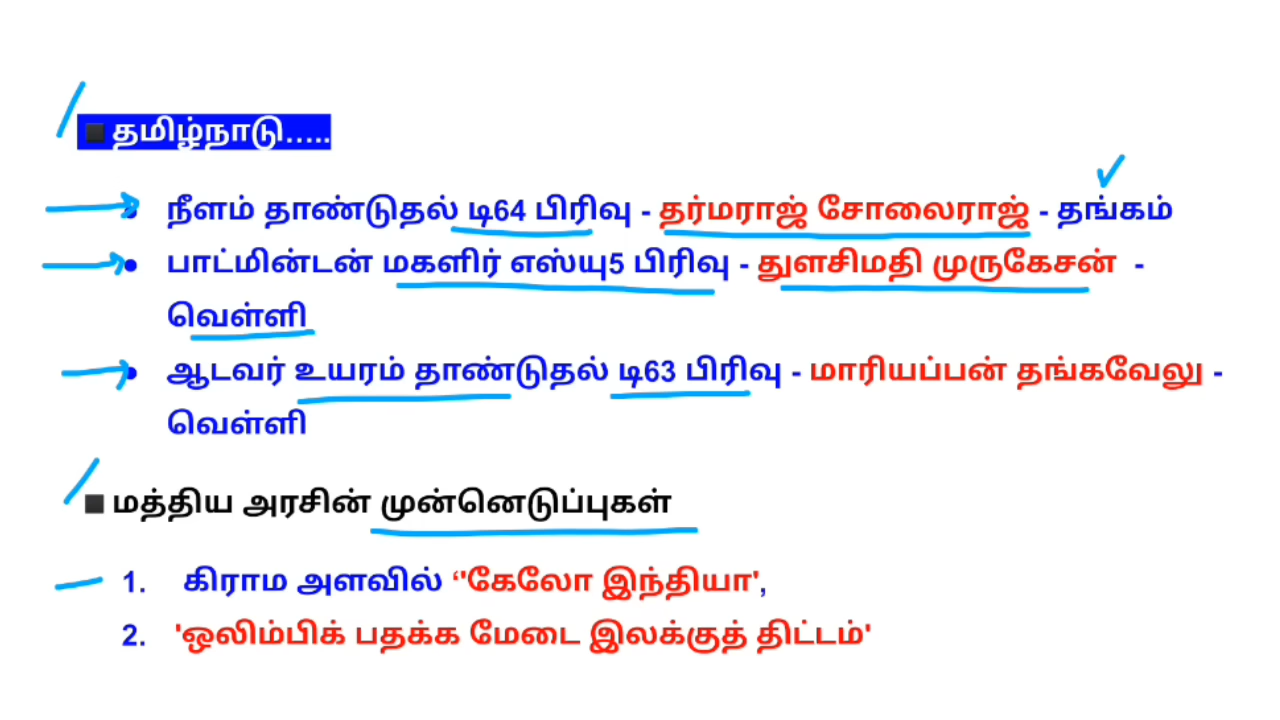 ◾தமிழ்நாடு.....
● நீளம் தாண்டுதல் டி64 பிரிவு - தர்மராஜ் சோலைராஜ் - தங்கம்
● பாட்மின்டன் மகளிர் எஸ்யு5 பிரிவு - துளசிமதி முருகேசன் -
வெள்ளி
● ஆடவர் உயரம் தாண்டுதல் டி63 பிரிவு - மாரியப்பன் தங்கவேலு -
வெள்ளி
◾மத்திய அரசின் முன்னெடுப்புகள்
1. கிராம அளவில் ‘'கேலோ இந்தியா',
2. 'ஒலிம்பிக் பதக்க மேடை இலக்குத் திட்டம்'